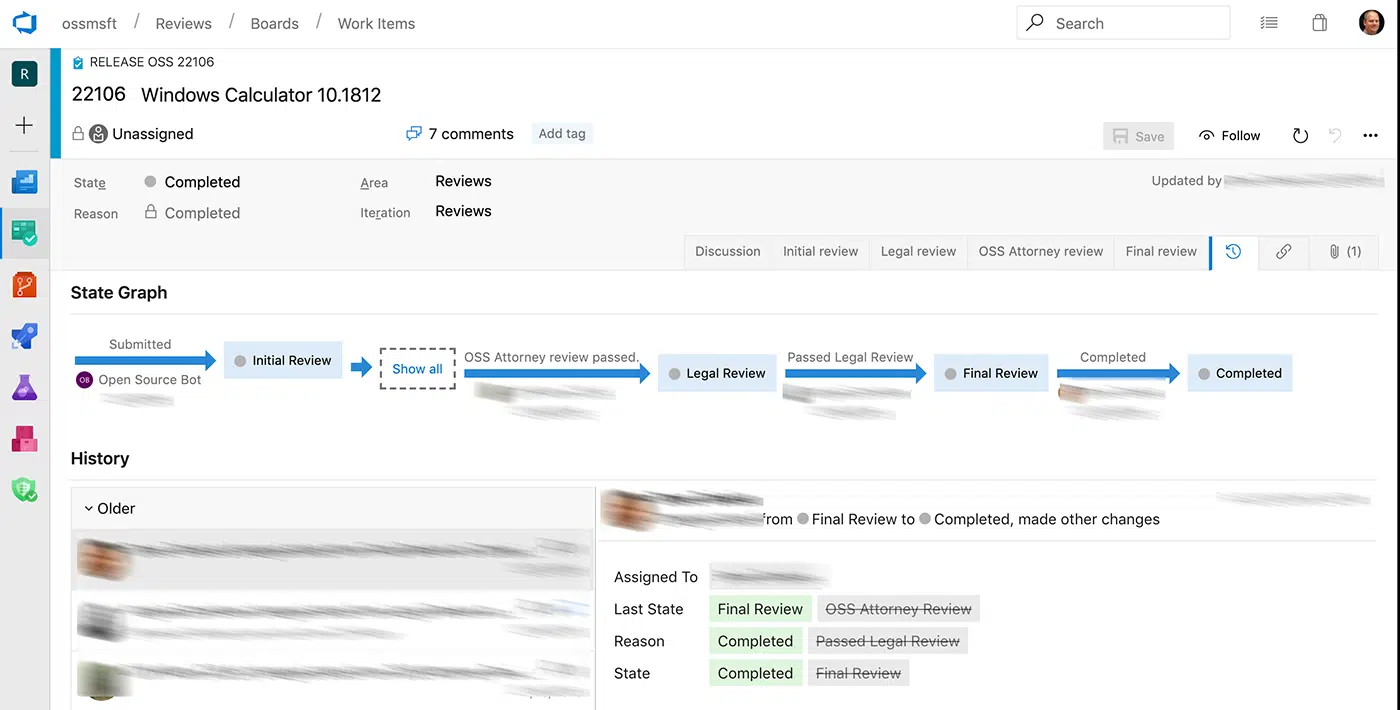 ossmsft / Reviews / Boards / Work Items
Search
R
RELEASE OSS 22106
22106 Windows Calculator 10.1812
Unassigned
7 comments
Add tag
Save
Follow
State Completed
Area Reviews
Updated by
Reason Completed
Iteration Reviews
Discussion
Initial review
Legal review
OSS Attorney review
Final review
(1)
State Graph
Submitted
OB Open Source Bot
Initial Review
Show all
OSS Attorney review passed.
Legal Review
Passed Legal Review
Final Review
Completed
Completed
History
Older
from Final Review to Completed, made other changes
Assigned To
Last State Final Review OSS Attorney Review
Reason Completed Passed Legal Review
State Completed Final Review